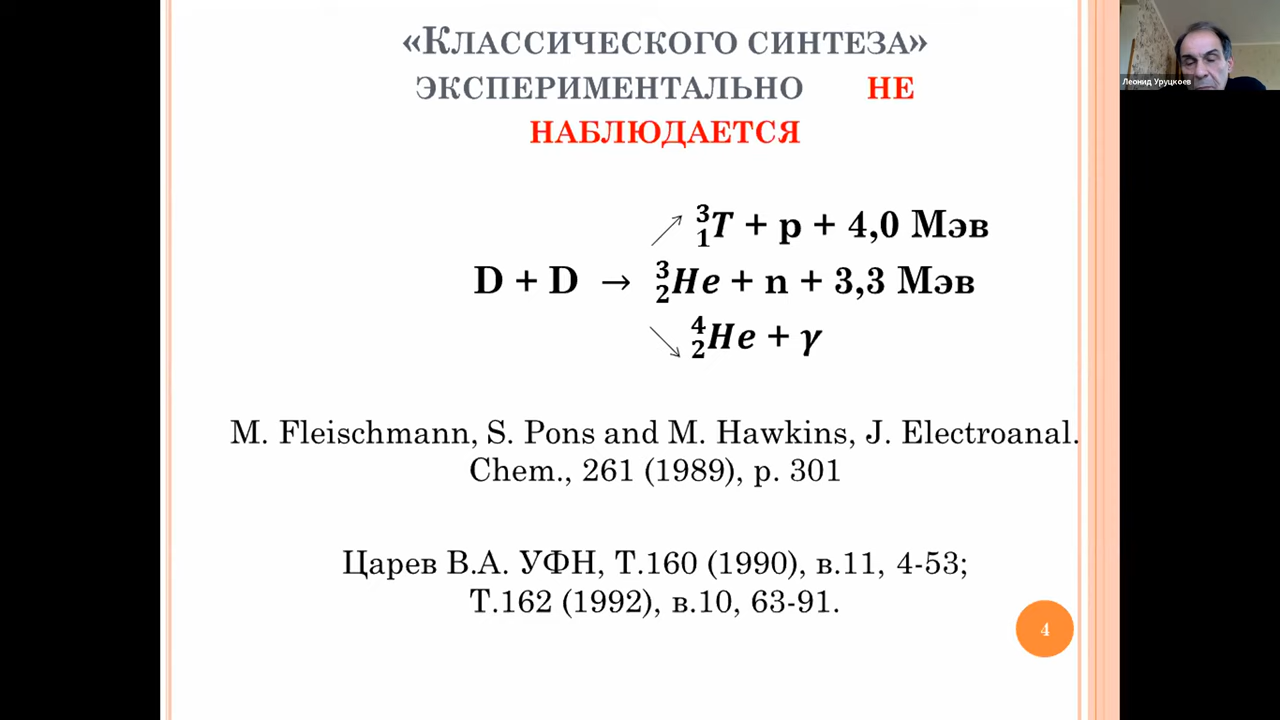 «Классического синтеза»
экспериментально не
наблюдается
Леонид Уруцкоев
↗ ³₁T + p + 4,0 Мэв
D + D → ³₂He + n + 3,3 Мэв
↘ ⁴₂He + γ
M. Fleischmann, S. Pons and M. Hawkins, J. Electroanal.
Chem., 261 (1989), p. 301
Царев В.А. УФН, Т.160 (1990), в.11, 4-53;
Т.162 (1992), в.10, 63-91.
4